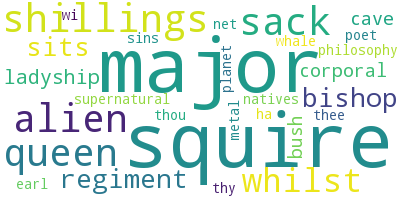 shillings
wi
net
sack
cave
sins
poet
sits
major
whale
philosophy
ladyship
planet
corporal
supernatural
natives
bishop
alien
metal
thou
ha
thee
queen
squire
bush
earl
regiment
thy
whilst